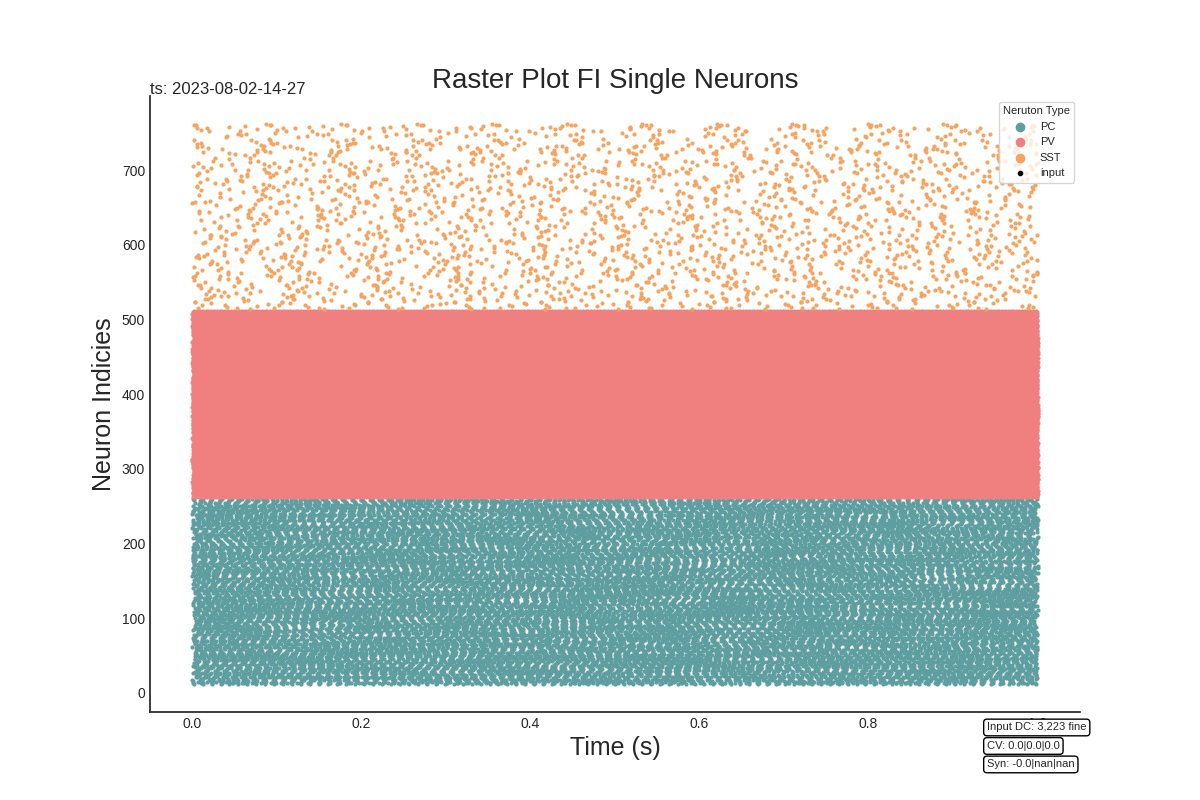 Raster Plot FI Single Neurons
ts: 2023-08-02-14-27
Neruton Type
PC
PV
SST
input
Neuron Indicies
700
600
500
400
300
200
100
0
0.0 0.2 0.4 0.6 0.8
Time (s)
Input DC: 3,223 fine
CV: 0.0|0.0|0.0
Syn: -0.0|nan|nan